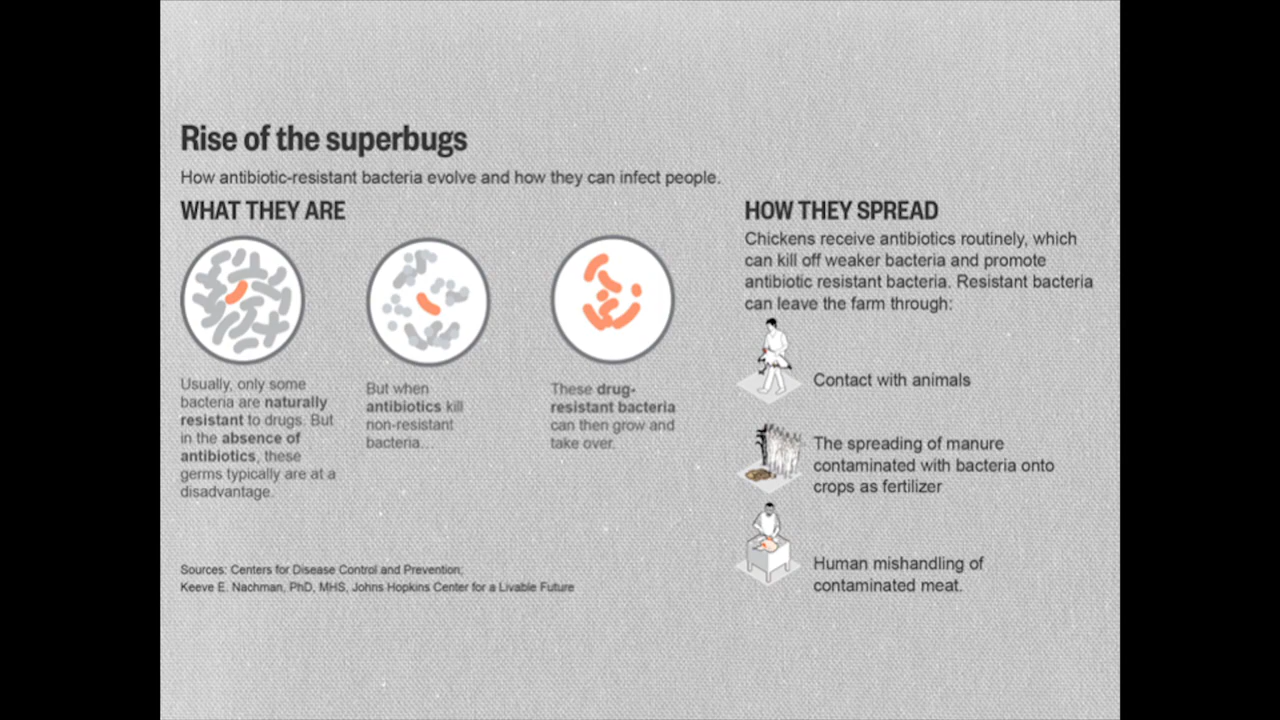 Rise of the superbugs
How antibiotic-resistant bacteria evolve and how they can infect people.
WHAT THEY ARE
Usually, only some
bacteria are naturally
resistant to drugs. But
in the absence of
antibiotics, these
germs typically are at a
disadvantage.
But when
antibiotics kill
non-resistant
bacteria...
These drug-
resistant bacteria
can then grow and
take over.
Sources: Centers for Disease Control and Prevention;
Keeve E. Nachman, PhD, MHS, Johns Hopkins Center for a Livable Future
HOW THEY SPREAD
Chickens receive antibiotics routinely, which
can kill off weaker bacteria and promote
antibiotic resistant bacteria. Resistant bacteria
can leave the farm through:
Contact with animals
The spreading of manure
contaminated with bacteria onto
crops as fertilizer
Human mishandling of
contaminated meat.